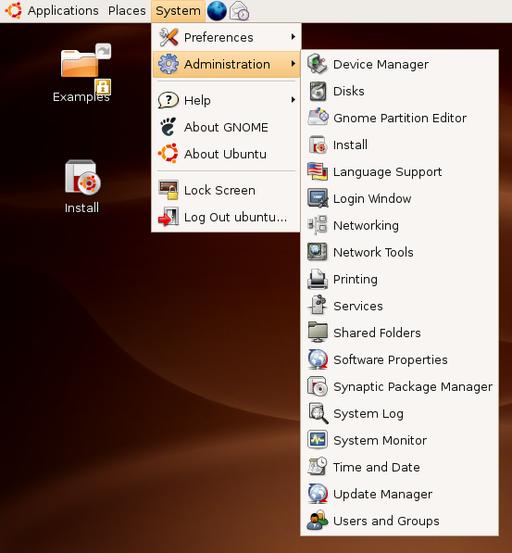 Applications Places System
Preferences
Administration
Help
About GNOME
About Ubuntu
Lock Screen
Log Out ubuntu...
Device Manager
Disks
Gnome Partition Editor
Install
Language Support
Login Window
Networking
Network Tools
Printing
Services
Shared Folders
Software Properties
Synaptic Package Manager
System Log
System Monitor
Time and Date
Update Manager
Users and Groups
Examples
Install